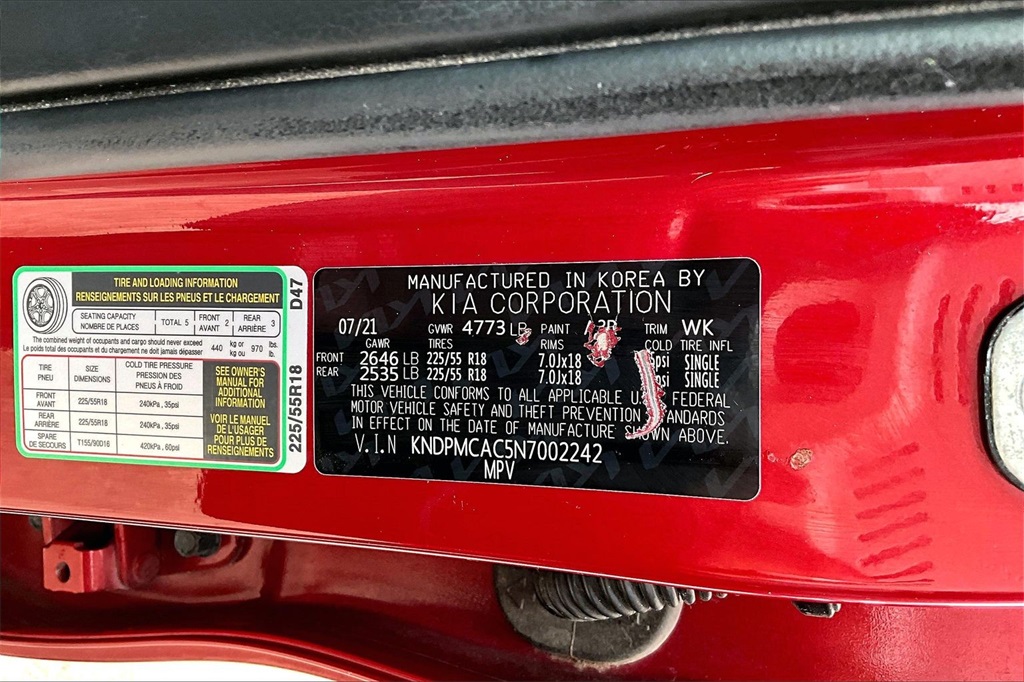 TIRE AND LOADING INFORMATION
RENSEIGNEMENTS SUR LES PNEUS ET LE CHARGEMENT
SEATING CAPACITY
NOMBRE DE PLACES
TOTAL 5
FRONT
AVANT 2
REAR
ARRIÈRE 3
The combined weight of occupants and cargo should never exceed
Le poids total des occupants et du chargement ne doit jamais dépasser
440 kg or kg ou 970 lbs. lb.
TIRE
PNEU
SIZE
DIMENSIONS
COLD TIRE PRESSURE
PRESSION DES
PNEUS À FROID
FRONT
AVANT
225/55R18
240kPa , 35psi
REAR
ARRIÈRE
225/55R18
240kPa , 35psi
SPARE
DE SECOURS
T155/90D16
420kPa , 60psi
SEE OWNER'S
MANUAL FOR
ADDITIONAL
INFORMATION
VOIR LE MANUEL
DE L'USAGER
POUR PLUS DE
RENSEIGNEMENTS
225/55R18 D47
MANUFACTURED IN KOREA BY
KIA CORPORATION
07/21 GVWR 4773 LB PAINT TRIM WK
GAWR TIRES COLD TIRE INFL
FRONT 2646 LB 225/55 R18 7.0Jx18 SINGLE
REAR 2535 LB 225/55 R18 7.0Jx18 SINGLE
THIS VEHICLE CONFORMS TO ALL APPLICABLE FEDERAL
MOTOR VEHICLE SAFETY AND THEFT PREVENTION STANDARDS
IN EFFECT ON THE DATE OF MANUFACTURE SHOWN ABOVE.
V.I.N KNDPMCAC5N7002242
MPV